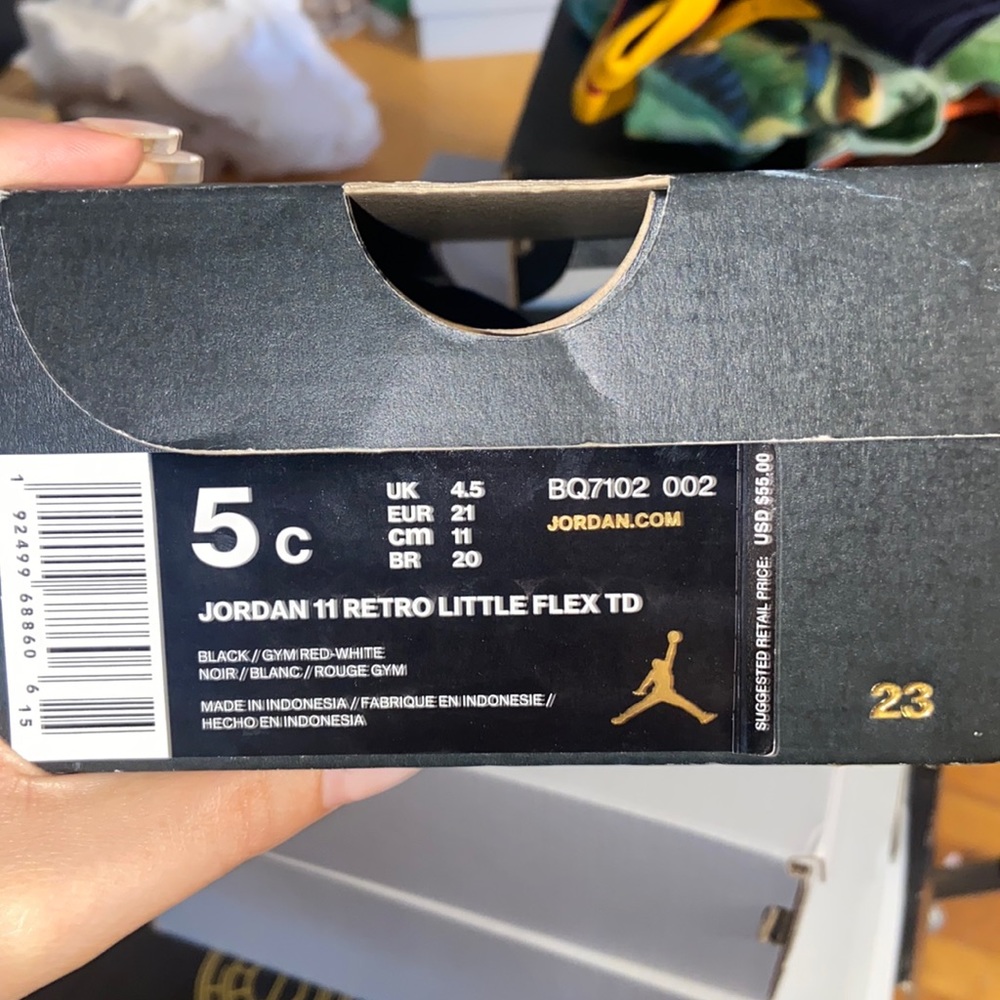 5 C
UK 4.5
EUR 21
cm 11
BR 20
BQ7102 002
JORDAN.COM
JORDAN 11 RETRO LITTLE FLEX TD
BLACK // GYM RED-WHITE
NOIR // BLANC // ROUGE GYM
MADE IN INDONESIA // FABRIQUE EN INDONESIE //
HECHO EN INDONESIA
SUGGESTED RETAIL PRICE: USD $55.00
23
1 92499 68860 6 15